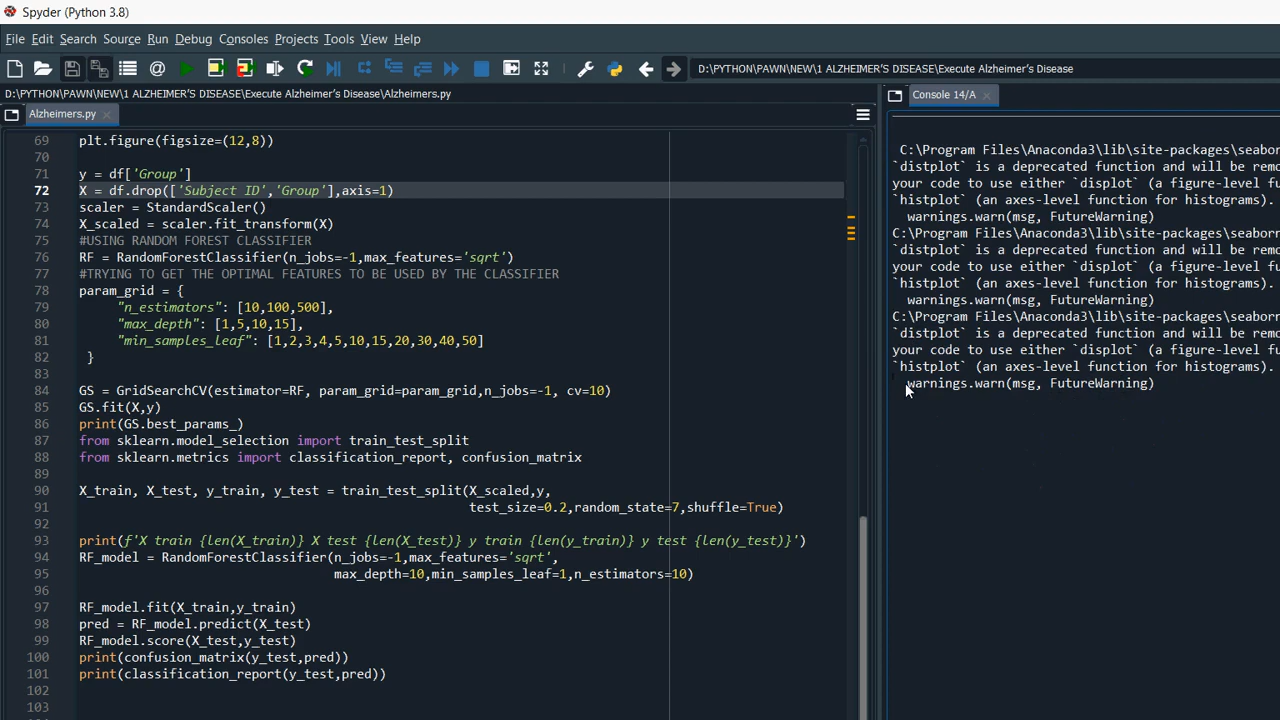 Spyder (Python 3.8)
File Edit Search Source Run Debug Consoles Projects Tools View Help
D:\PYTHON\PAWN\NEW\1 ALZHEIMER'S DISEASE\Execute Alzheimer's Disease
D:\PYTHON\PAWN\NEW\1 ALZHEIMER'S DISEASE\Execute Alzheimer's Disease\Alzheimers.py
Alzheimers.py
69 plt.figure(figsize=(12,8))
70
71 y = df['Group']
72 X = df.drop(['Subject ID','Group'],axis=1)
73 scaler = StandardScaler()
74 X_scaled = scaler.fit_transform(X)
75 #USING RANDOM FOREST CLASSIFIER
76 RF = RandomForestClassifier(n_jobs=-1,max_features='sqrt')
77 #TRYING TO GET THE OPTIMAL FEATURES TO BE USED BY THE CLASSIFIER
78 param_grid = {
79 "n_estimators": [10,100,500],
80 "max_depth": [1,5,10,15],
81 "min_samples_leaf": [1,2,3,4,5,10,15,20,30,40,50]
82 }
83
84 GS = GridSearchCV(estimator=RF, param_grid=param_grid,n_jobs=-1, cv=10)
85 GS.fit(X,y)
86 print(GS.best_params_)
87 from sklearn.model_selection import train_test_split
88 from sklearn.metrics import classification_report, confusion_matrix
89
90 X_train, X_test, y_train, y_test = train_test_split(X_scaled,y,
91 test_size=0.2,random_state=7,shuffle=True)
92
93 print(f'X train {len(X_train)} X test {len(X_test)} y train {len(y_train)} y test {len(y_test)}')
94 RF_model = RandomForestClassifier(n_jobs=-1,max_features='sqrt',
95 max_depth=10,min_samples_leaf=1,n_estimators=10)
96
97 RF_model.fit(X_train,y_train)
98 pred = RF_model.predict(X_test)
99 RF_model.score(X_test,y_test)
100 print(confusion_matrix(y_test,pred))
101 print(classification_report(y_test,pred))
102
103
Console 14/A
C:\Program Files\Anaconda3\lib\site-packages\seabor
`distplot` is a deprecated function and will be remo
your code to use either `displot` (a figure-level fu
`histplot` (an axes-level function for histograms).
warnings.warn(msg, FutureWarning)
C:\Program Files\Anaconda3\lib\site-packages\seaborn
`distplot` is a deprecated function and will be remo
your code to use either `displot` (a figure-level fu
`histplot` (an axes-level function for histograms).
warnings.warn(msg, FutureWarning)
C:\Program Files\Anaconda3\lib\site-packages\seaborn
`distplot` is a deprecated function and will be remo
your code to use either `displot` (a figure-level fu
`histplot` (an axes-level function for histograms).
warnings.warn(msg, FutureWarning)